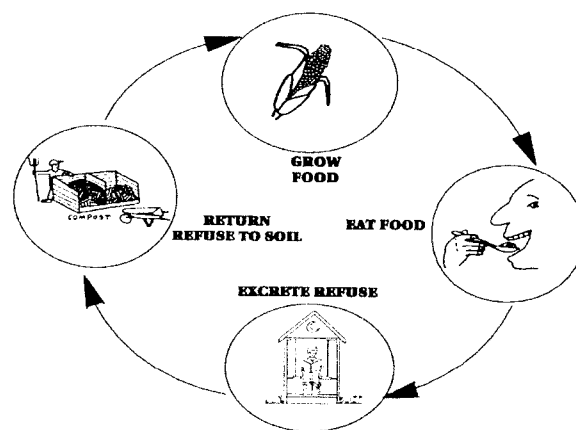 GROW
FOOD
EAT FOOD
EXCRETE REFUSE
RETURN
REFUSE TO SOIL
COMPOST